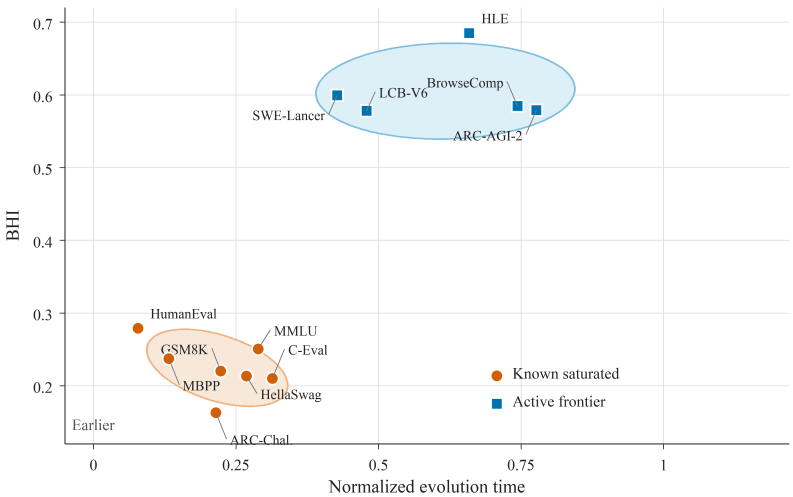 0.7
HLE
BrowseComp
LCB-V6
0.6
SWE-Lancer
ARC-AGI-2
0.5
BHI
0.4
0.3
HumanEval
MMLU
GSM8K
C-Eval
0.2
MBPP
HellaSwag
Known saturated
Active frontier
Earlier
ARC-Chal.
0 0.25 0.5 0.75 1
Normalized evolution time